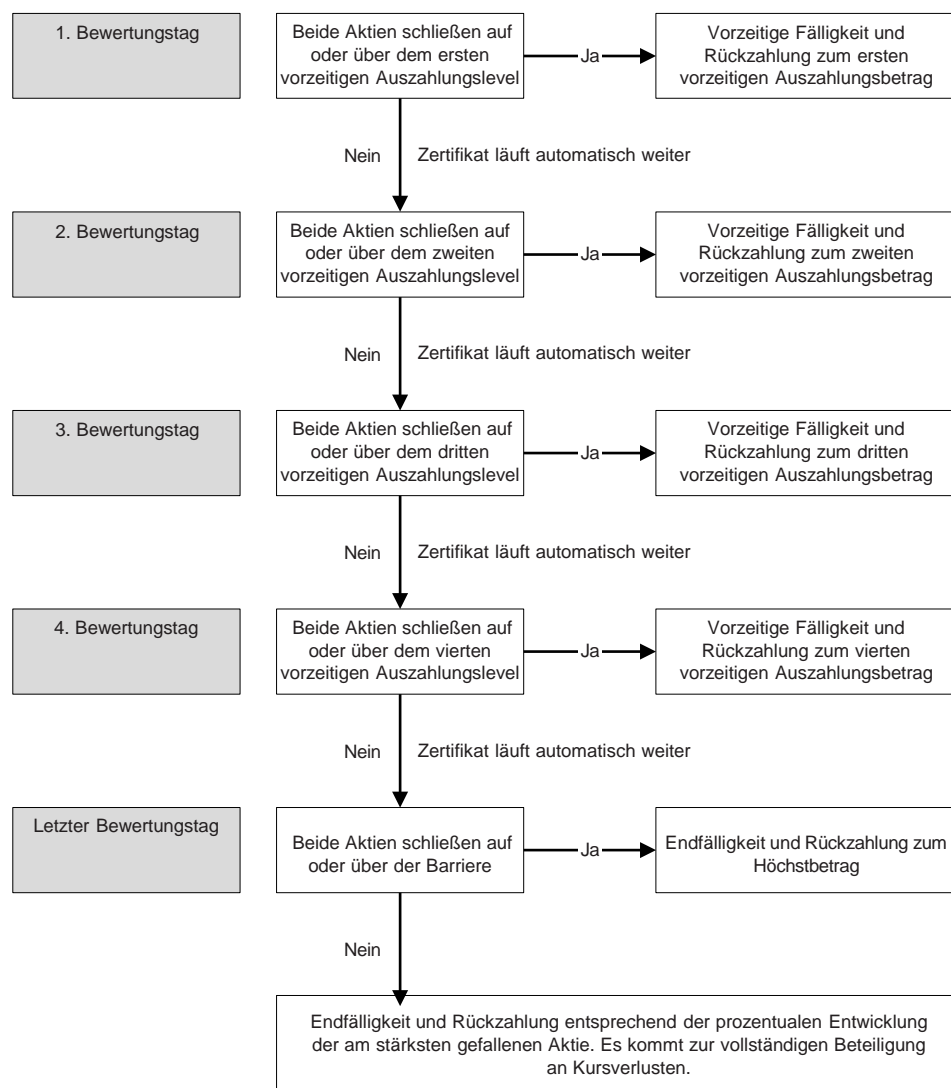 1. Bewertungstag
Beide Aktien schließen auf
oder über dem ersten
vorzeitigen Auszahlungslevel
Ja
Vorzeitige Fälligkeit und
Rückzahlung zum ersten
vorzeitigen Auszahlungsbetrag
Nein
Zertifikat läuft automatisch weiter
2. Bewertungstag
Beide Aktien schließen auf
oder über dem zweiten
vorzeitigen Auszahlungslevel
Ja
Vorzeitige Fälligkeit und
Rückzahlung zum zweiten
vorzeitigen Auszahlungsbetrag
Nein
Zertifikat läuft automatisch weiter
3. Bewertungstag
Beide Aktien schließen auf
oder über dem dritten
vorzeitigen Auszahlungslevel
Ja
Vorzeitige Fälligkeit und
Rückzahlung zum dritten
vorzeitigen Auszahlungsbetrag
Nein
Zertifikat läuft automatisch weiter
4. Bewertungstag
Beide Aktien schließen auf
oder über dem vierten
vorzeitigen Auszahlungslevel
Ja
Vorzeitige Fälligkeit und
Rückzahlung zum vierten
vorzeitigen Auszahlungsbetrag
Nein
Zertifikat läuft automatisch weiter
Letzter Bewertungstag
Beide Aktien schließen auf
oder über der Barriere
Ja
Endfälligkeit und Rückzahlung zum
Höchstbetrag
Nein
Endfälligkeit und Rückzahlung entsprechend der prozentualen Entwicklung
der am stärksten gefallenen Aktie. Es kommt zur vollständigen Beteiligung
an Kursverlusten.